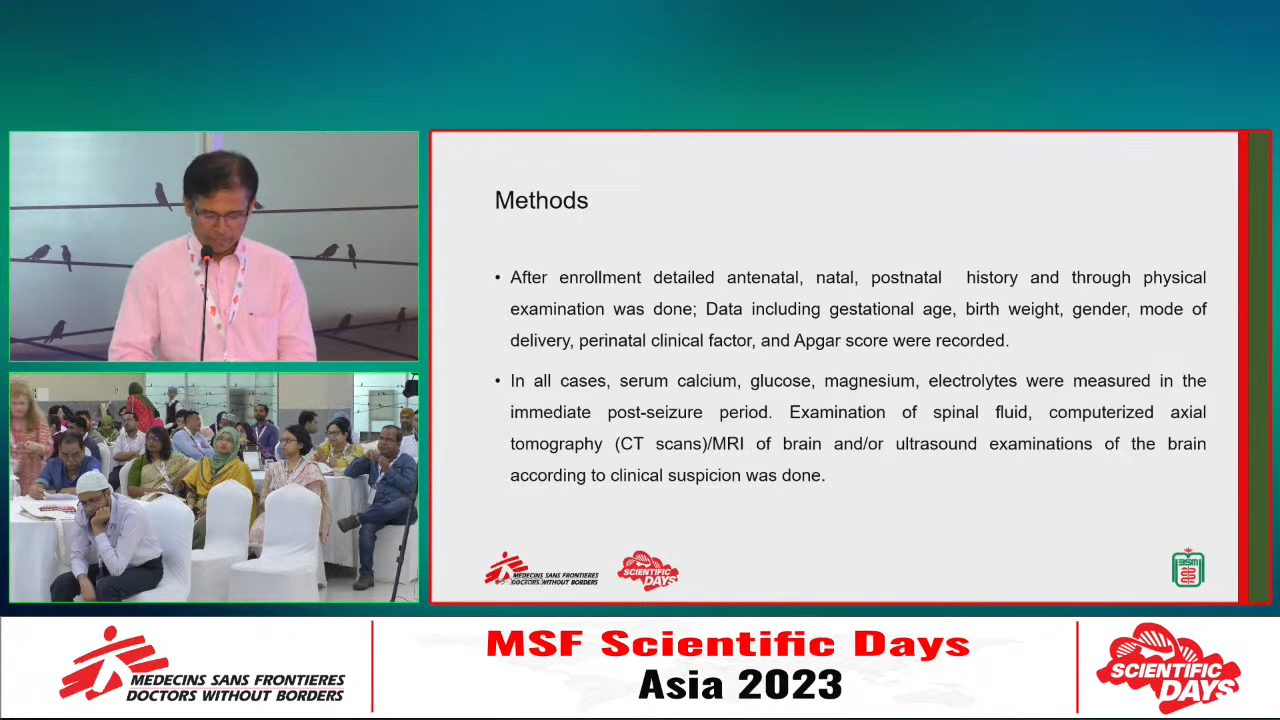 Methods
• After enrollment detailed antenatal, natal, postnatal history and through physical
examination was done; Data including gestational age, birth weight, gender, mode of
delivery, perinatal clinical factor, and Apgar score were recorded.
• In all cases, serum calcium, glucose, magnesium, electrolytes were measured in the
immediate post-seizure period. Examination of spinal fluid, computerized axial
tomography (CT scans)/MRI of brain and/or ultrasound examinations of the brain
according to clinical suspicion was done.
MEDECINS SANS FRONTIERES
DOCTORS WITHOUT BORDERS
SCIENTIFIC
DAYS
MEDECINS SANS FRONTIERES
DOCTORS WITHOUT BORDERS
MSF Scientific Days
Asia 2023
SCIENTIFIC
DAYS